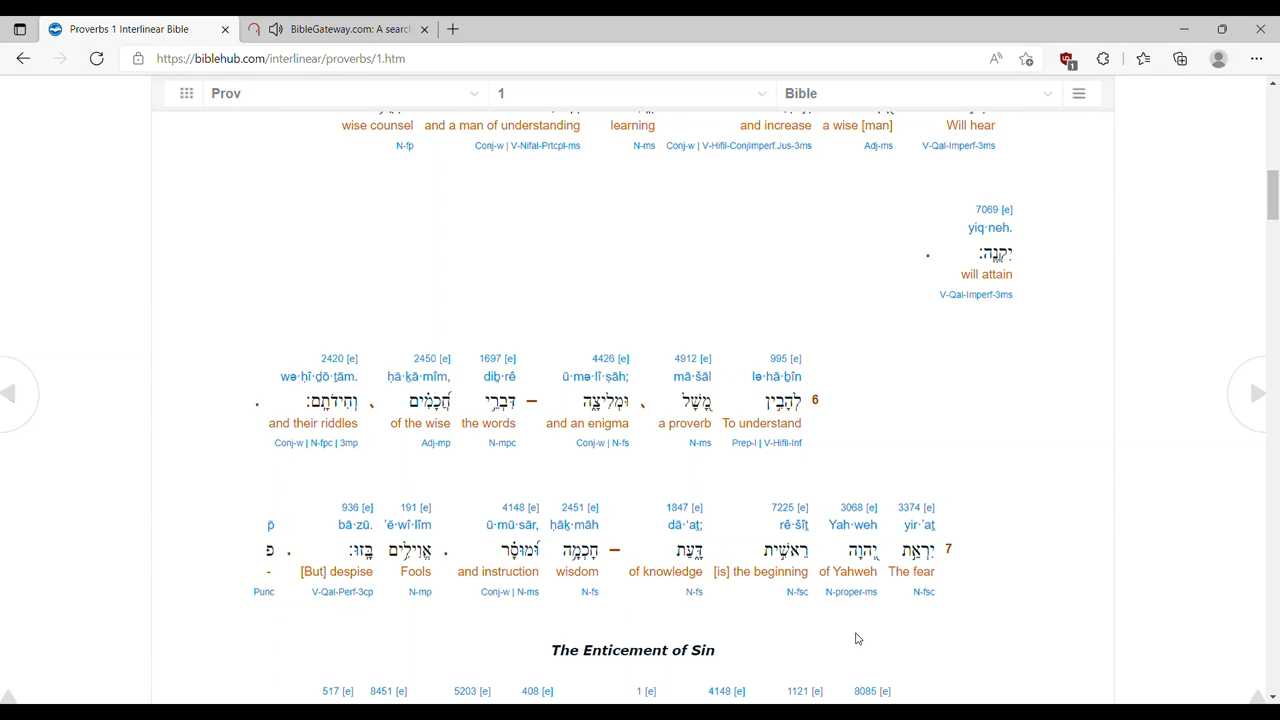 Proverbs 1 Interlinear Bible
BibleGateway.com: A searc
https://biblehub.com/interlinear/proverbs/1.htm
1
Prov 1 Bible
wise counsel and a man of understanding learning and increase a wise [man] Will hear
N-fp Conj-w | V-Nifal-Prtcpl-ms N-ms Conj-w | V-Hifil-ConjImperf.Jus-3ms Adj-ms V-Qal-Imperf-3ms
7069 [e]
yiq·neh.
. יִקְנֶֽה׃
will attain
V-Qal-Imperf-3ms
2420 [e] 2450 [e] 1697 [e] 4426 [e] 4912 [e] 995 [e]
wə·ḥî·ḏō·ṯām. ḥă·ḵā·mîm, diḇ·rê ū·mə·lî·ṣāh; mā·šāl lə·hā·ḇîn
6 לְהָבִ֣ין מָ֭שָׁל ، וּמְלִיצָ֑ה – דִּבְרֵ֥י חֲ֝כָמִ֗ים ، וְחִידֹתָֽם׃ .
and their riddles of the wise the words and an enigma a proverb To understand
Conj-w | N-fpc | 3mp Adj-mp N-mpc Conj-w | N-fs N-ms Prep-l | V-Hifil-Inf
936 [e] 191 [e] 4148 [e] 2451 [e] 1847 [e] 7225 [e] 3068 [e] 3374 [e]
p̄ bā·zū. ’ĕ·wî·lîm ū·mū·sār, ḥāḵ·māh dā·‘aṯ; rê·šîṯ Yah·weh yir·’aṯ
7 יִרְאַ֣ת יְ֭הוָה רֵאשִׁ֣ית דָּ֑עַת – חָכְמָ֥ה וּ֝מוּסָ֗ר . אֱוִילִ֥ים בָּֽזוּ׃ . פ
- [But] despise Fools and instruction wisdom of knowledge [is] the beginning of Yahweh The fear
Punc V-Qal-Perf-3cp N-mp Conj-w | N-ms N-fs N-fs N-fsc N-proper-ms N-fsc
The Enticement of Sin
517 [e] 8451 [e] 5203 [e] 408 [e] 1 [e] 4148 [e] 1121 [e] 8085 [e]